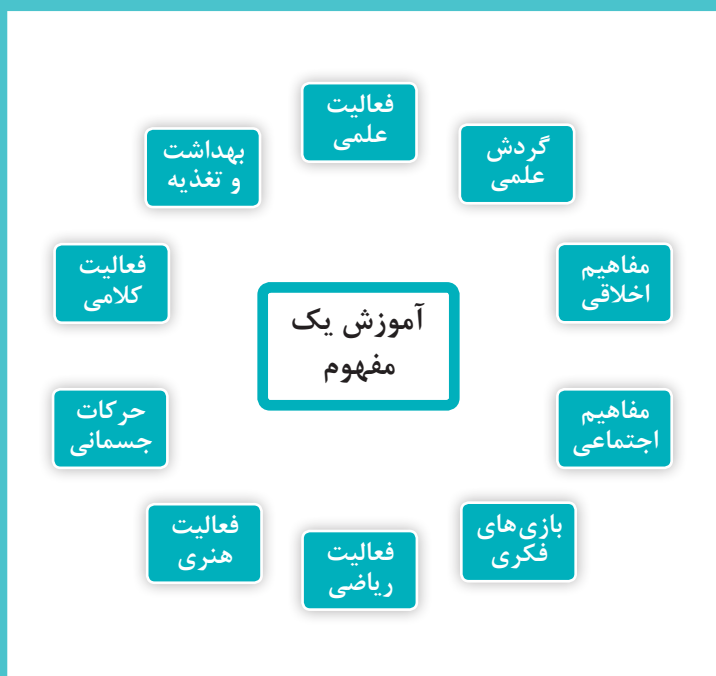 فعالیت
علمی
گردش
علمی
بهداشت
و تغذیه
مفاهیم
اخلاقی
فعالیت
کلامی
آموزش یک
مفهوم
مفاهیم
اجتماعی
حرکات
جسمانی
بازی‌های
فکری
فعالیت
هنری
فعالیت
ریاضی